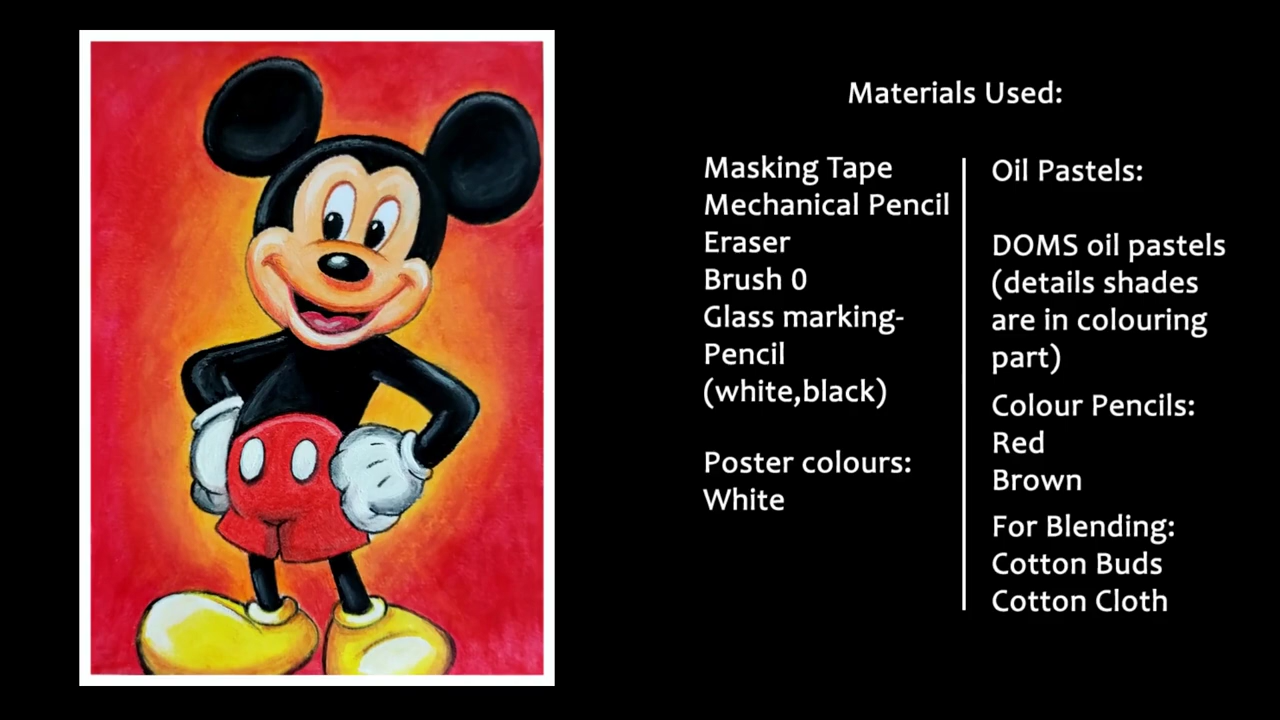 Materials Used:
Masking Tape
Mechanical Pencil
Eraser
Brush 0
Glass marking-
Pencil
(white,black)
Poster colours:
White
Oil Pastels:
DOMS oil pastels
(details shades
are in colouring
part)
Colour Pencils:
Red
Brown
For Blending:
Cotton Buds
Cotton Cloth